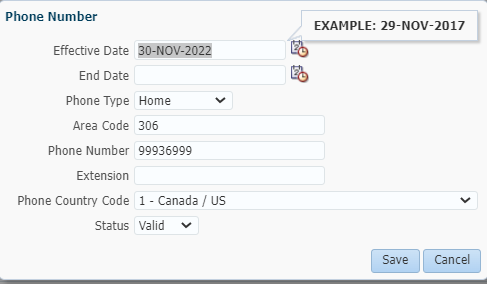 Phone Number
EXAMPLE: 29-NOV-2017
Effective Date 30-NOV-2022
End Date
Phone Type Home
Area Code 306
Phone Number 99936999
Extension
Phone Country Code 1 - Canada / US
Status Valid
Save Cancel